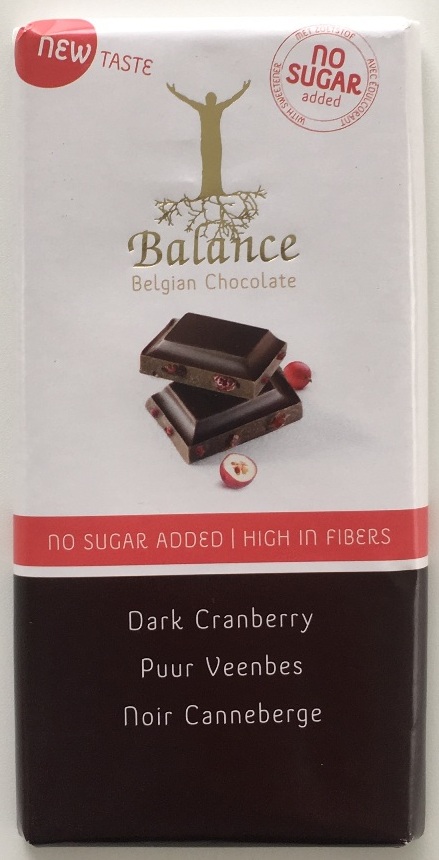 NEW TASTE
MET ZOETSTOF
AVEC EDULCORANT
WITH SWEETENER
NO
SUGAR
added
Balance
Belgian Chocolate
NO SUGAR ADDED | HIGH IN FIBERS
Dark Cranberry
Puur Veenbes
Noir Canneberge